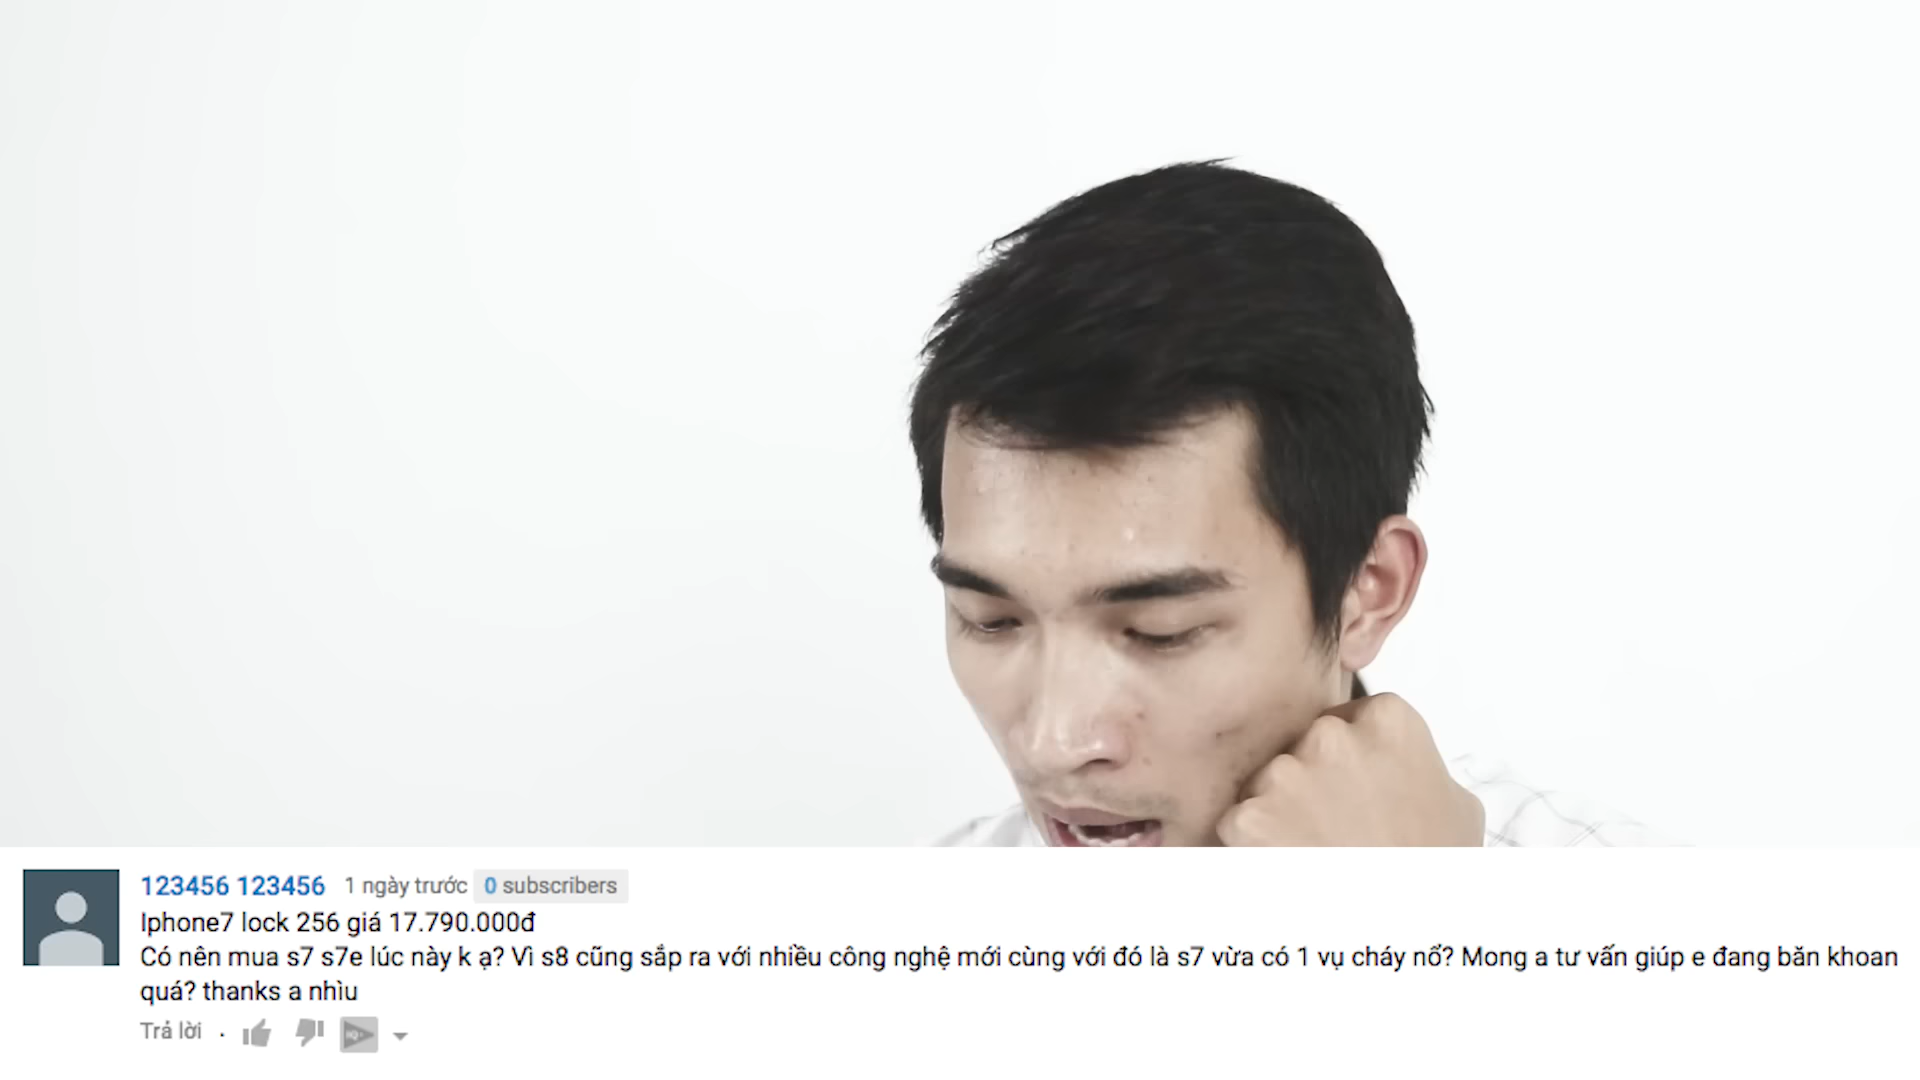 123456 123456 1 ngày trước 0 subscribers
Iphone7 lock 256 giá 17.790.000đ
Có nên mua s7 s7e lúc này k ạ? Vì s8 cũng sắp ra với nhiều công nghệ mới cùng với đó là s7 vừa có 1 vụ cháy nổ? Mong a tư vấn giúp e đang băn khoan
quá? thanks a nhìu
Trả lời